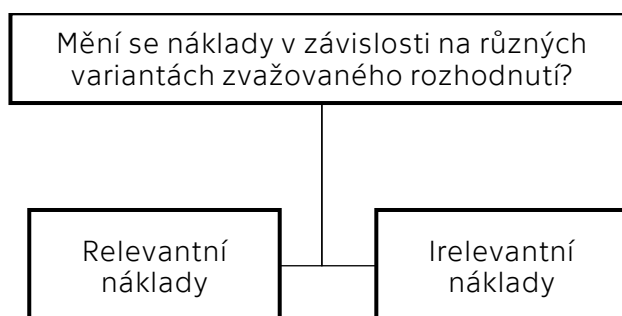 Mění se náklady v závislosti na různých
variantách zvažovaného rozhodnutí?
Relevantní
náklady
Irelevantní
náklady